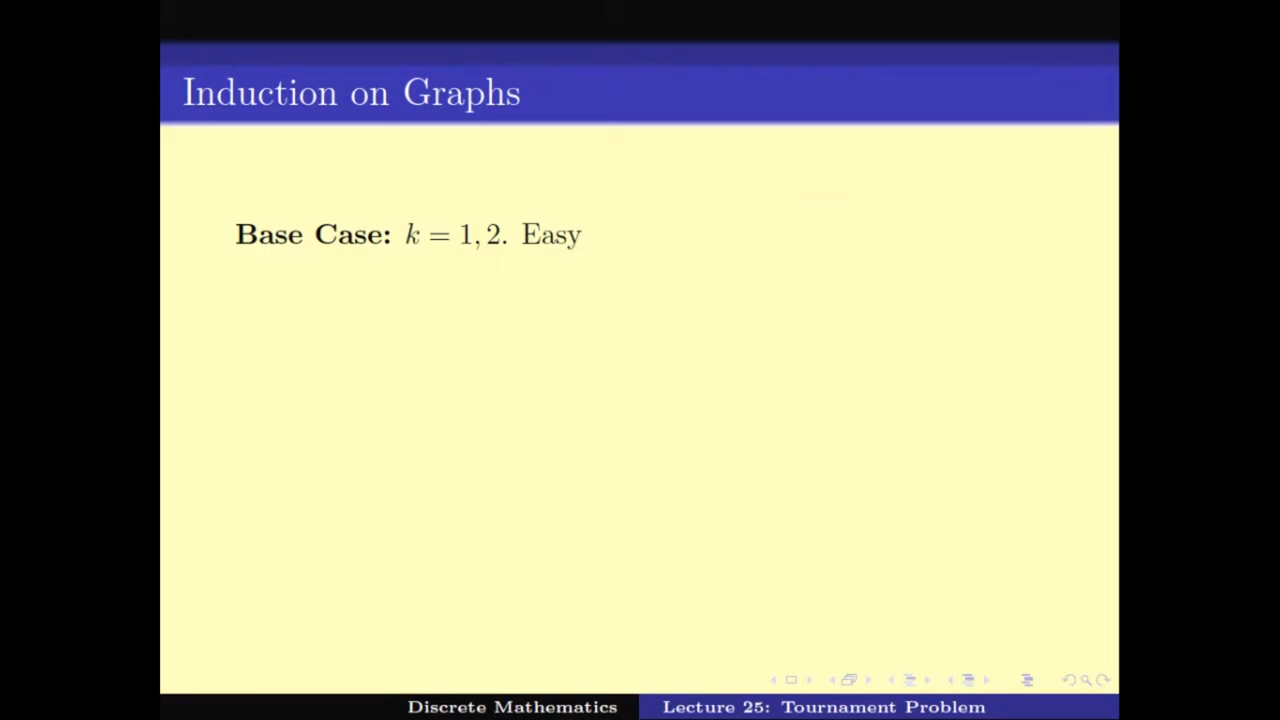 Induction on Graphs
Base Case: k = 1, 2. Easy
Discrete Mathematics
Lecture 25: Tournament Problem